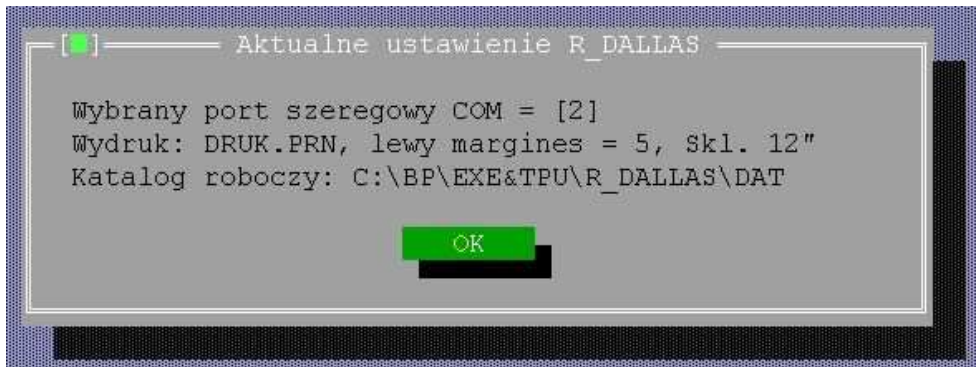 [■] Aktualne ustawienie R_DALLAS
Wybrany port szeregowy COM = [2]
Wydruk: DRUK.PRN, lewy margines = 5, Skl. 12"
Katalog roboczy: C:\BP\EXE&TPU\R_DALLAS\DAT
OK